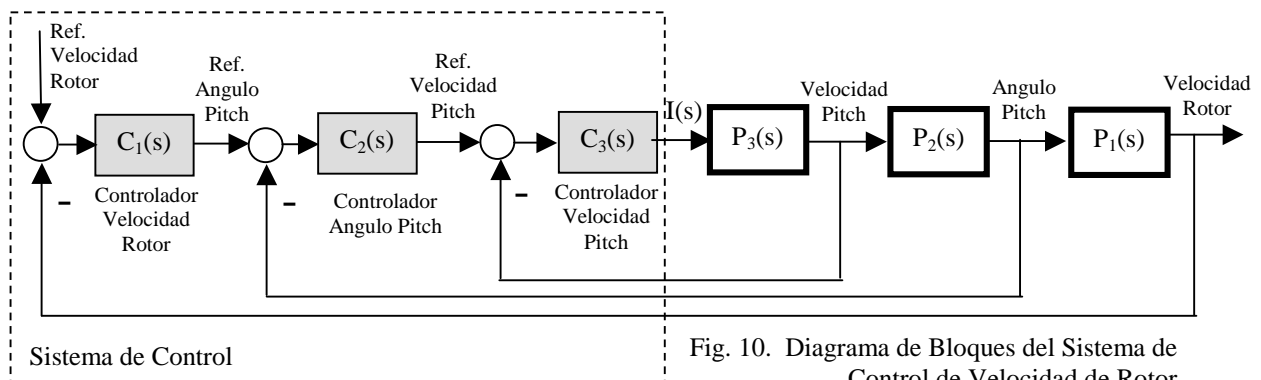 Ref.
Velocidad
Rotor
Ref.
Angulo
Pitch
Ref.
Velocidad
Pitch
I(s)
Velocidad
Pitch
Angulo
Pitch
Velocidad
Rotor
C1(s)
C2(s)
C3(s)
P3(s)
P2(s)
P1(s)
-
-
-
Controlador
Velocidad
Rotor
Controlador
Angulo Pitch
Controlador
Velocidad
Pitch
Sistema de Control
Fig. 10. Diagrama de Bloques del Sistema de
Control de Velocidad de Rotor